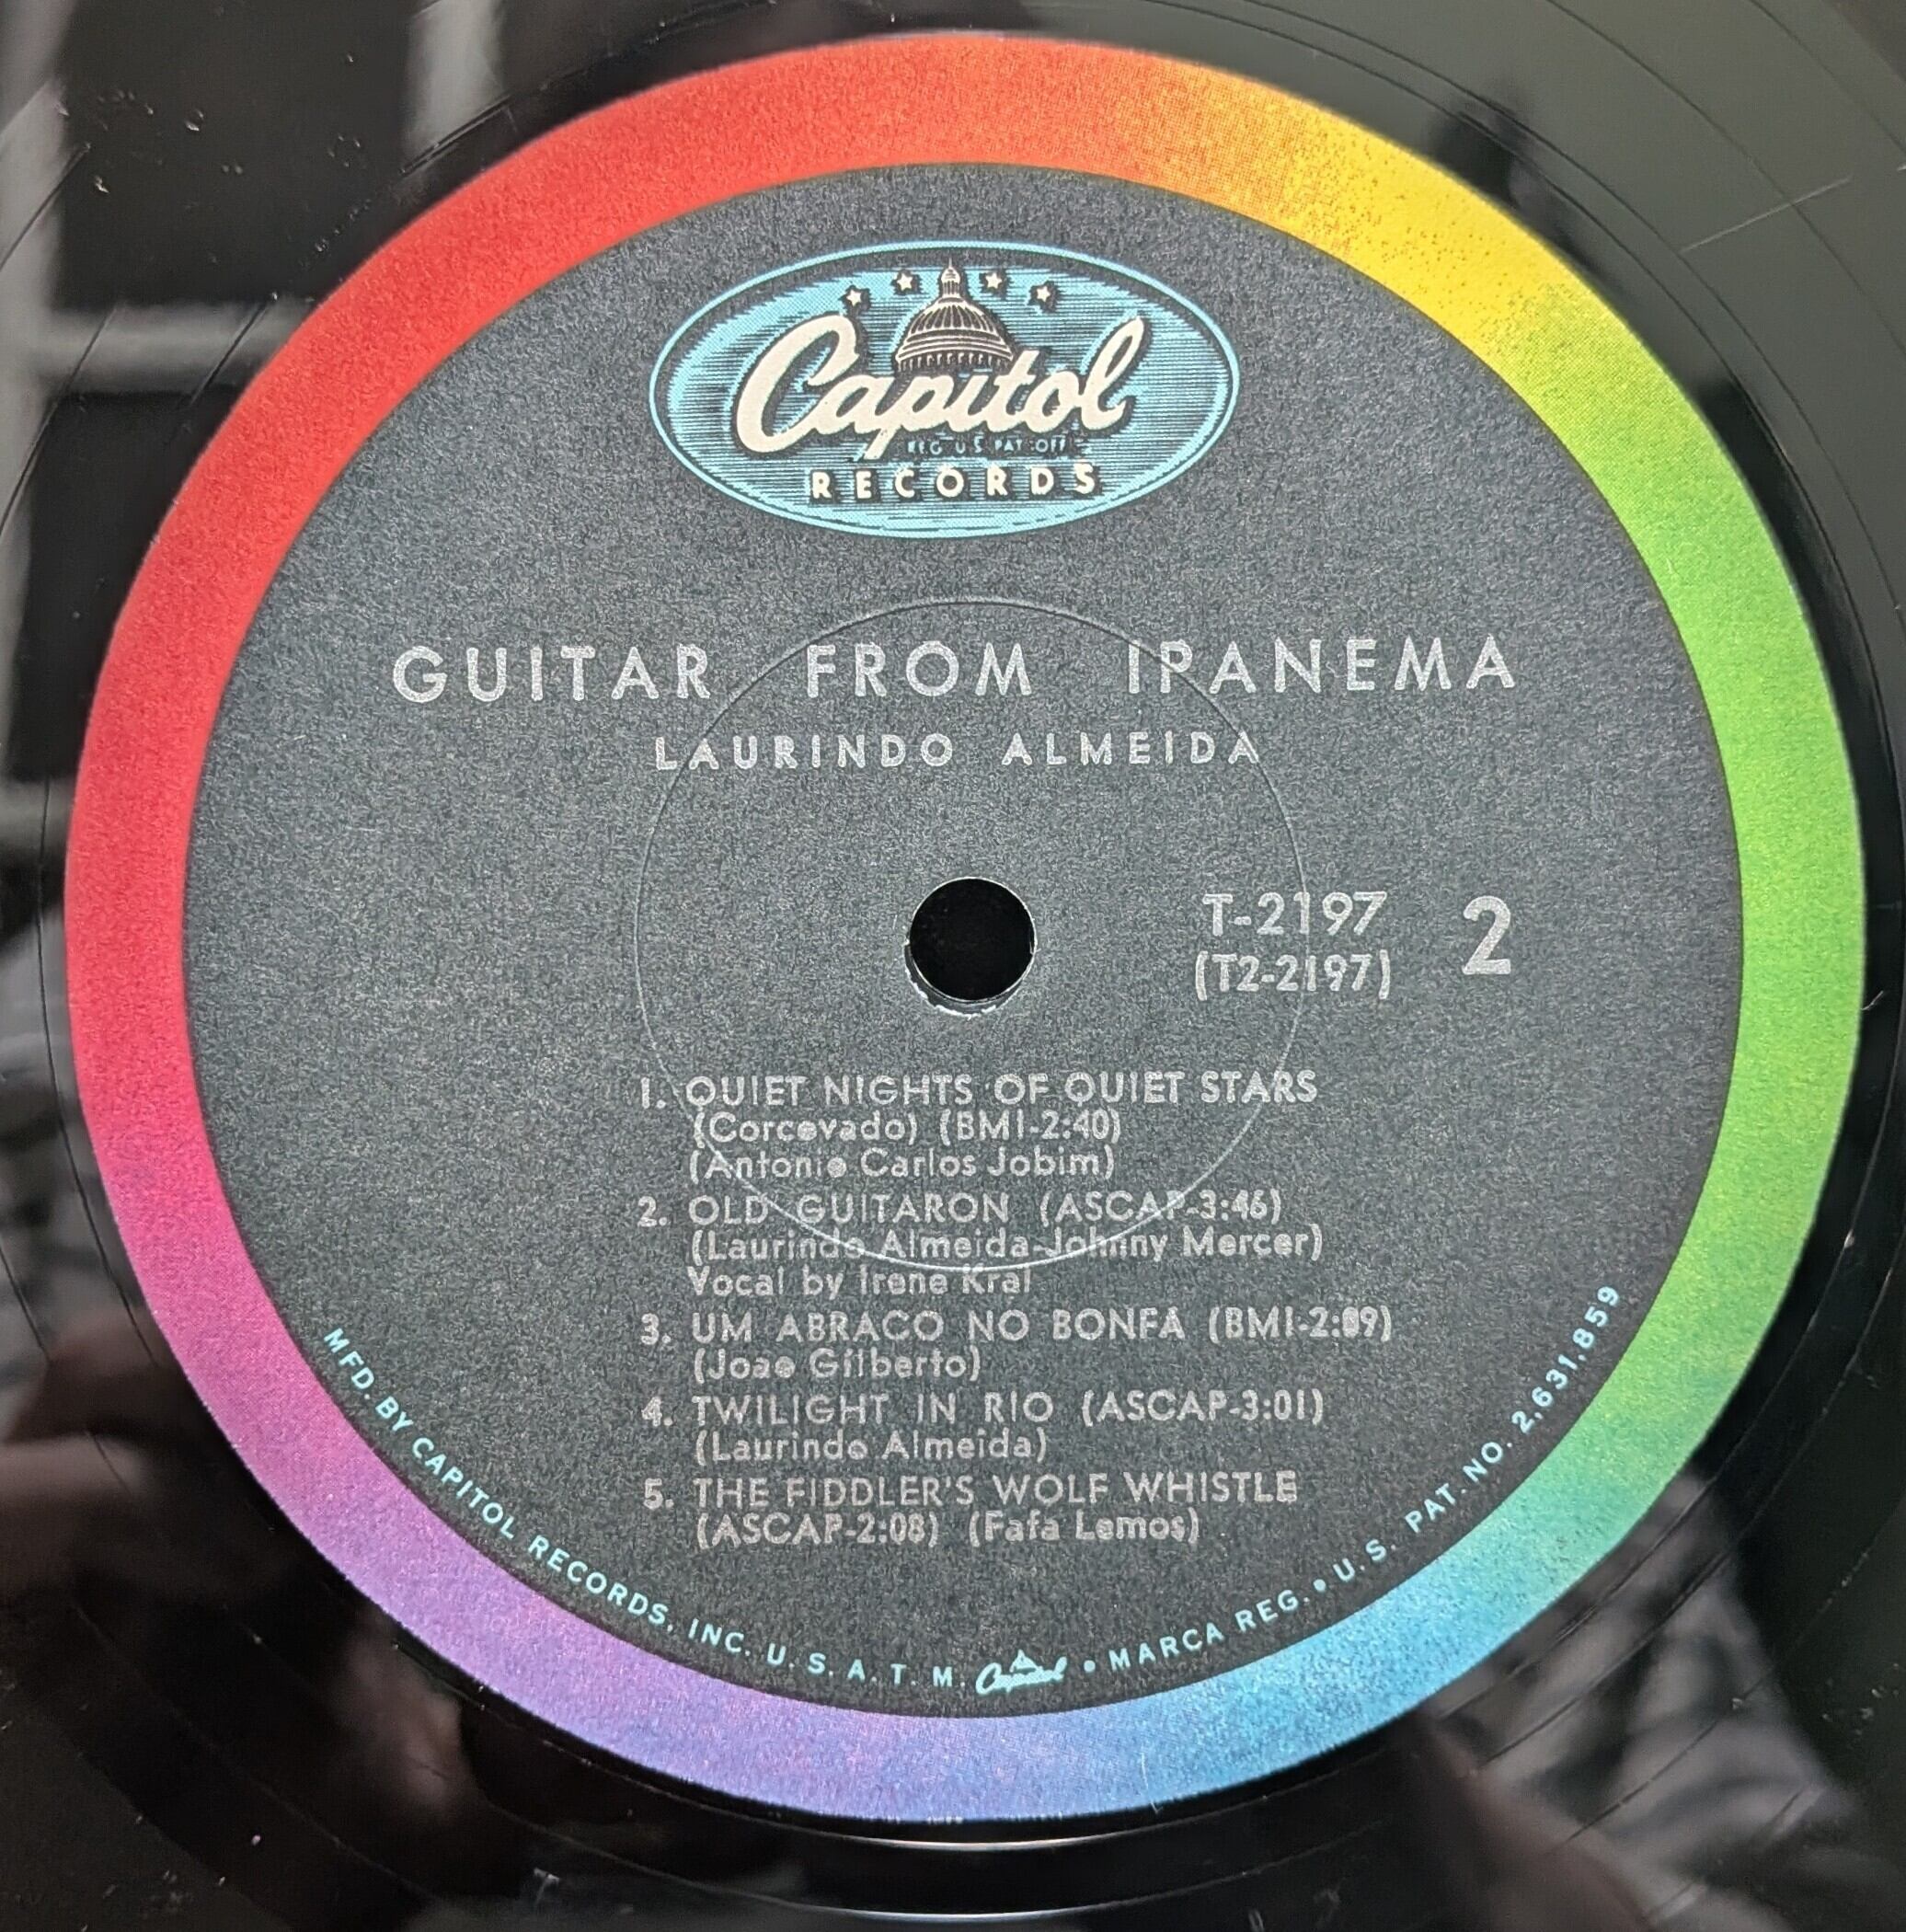 Capitol
REG. U.S. PAT. OFF.
RECORDS
GUITAR FROM IPANEMA
LAURINDO ALMEIDA
T-2197
(T2-2197)
2
1. QUIET NIGHTS OF QUIET STARS
(Corcovado) (BMI-2:40)
(Antonio Carlos Jobim)
2. OLD GUITARON (ASCAP-3:46)
(Laurindo Almeida-Johnny Mercer)
Vocal by Irene Kral
3. UM ABRACO NO BONFÁ (BMI-2:09)
(Joao Gilberto)
4. TWILIGHT IN RIO (ASCAP-3:01)
(Laurindo Almeida)
5. THE FIDDLER'S WOLF WHISTLE
(ASCAP-2:08) (Fafa Lemos)
MFD. BY CAPITOL RECORDS, INC. U. S. A. T. M. Capitol • MARCA REG. • U. S. PAT. NO. 2,631,859